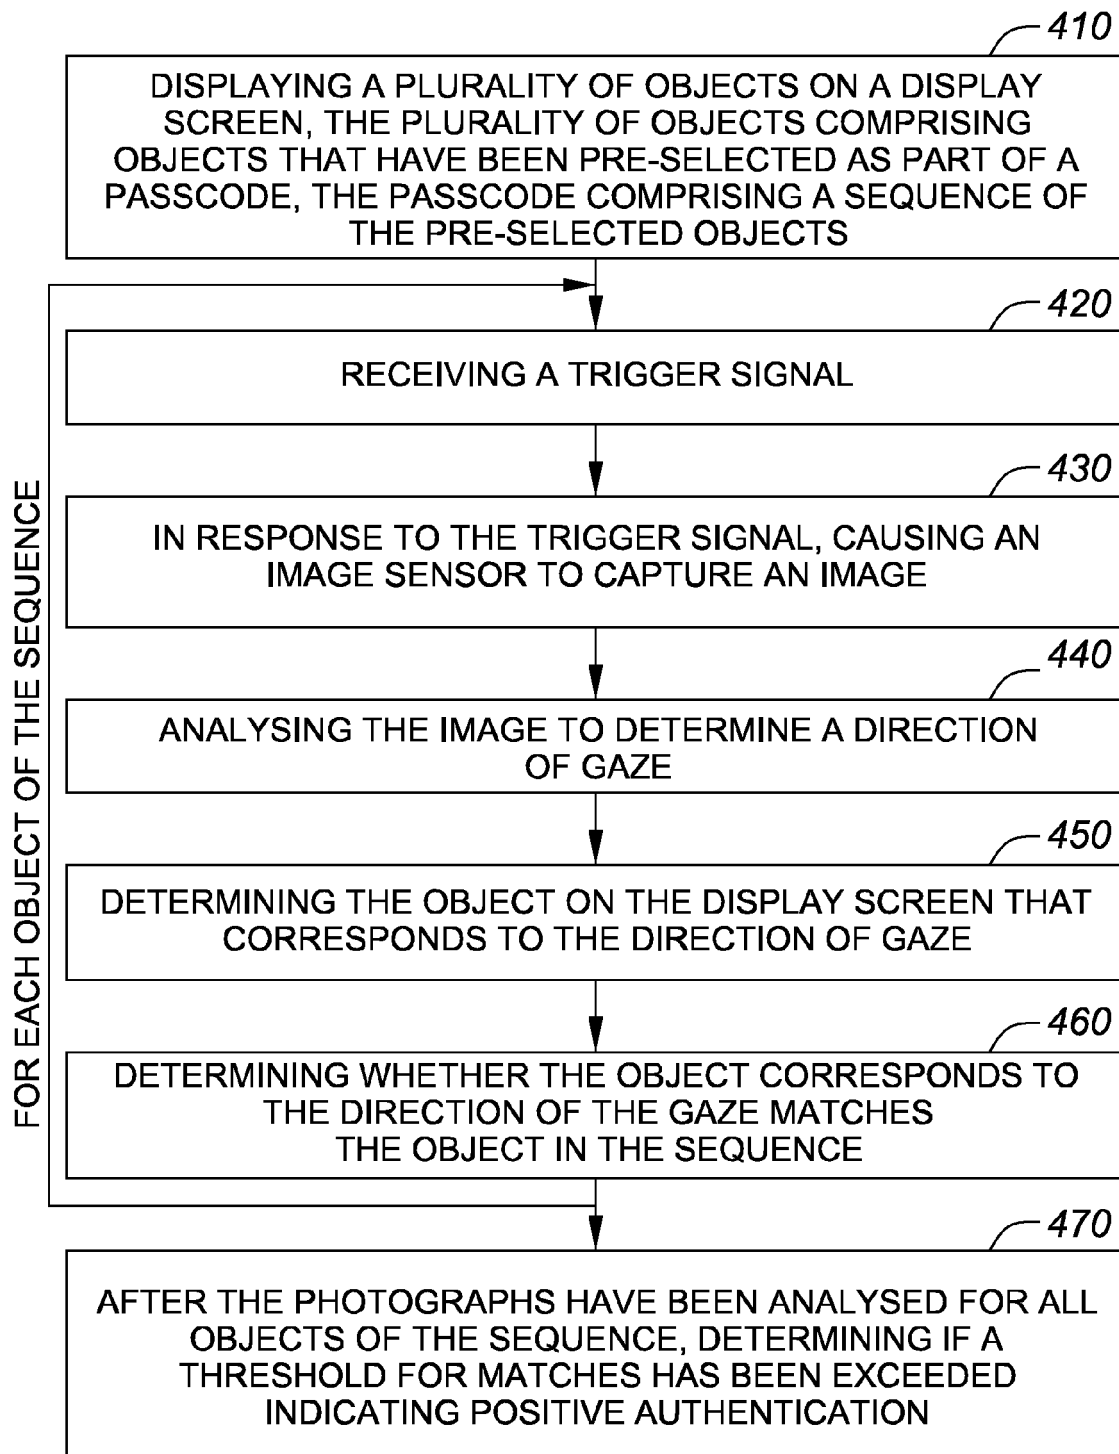 410
DISPLAYING A PLURALITY OF OBJECTS ON A DISPLAY
SCREEN, THE PLURALITY OF OBJECTS COMPRISING
OBJECTS THAT HAVE BEEN PRE-SELECTED AS PART OF A
PASSCODE, THE PASSCODE COMPRISING A SEQUENCE OF
THE PRE-SELECTED OBJECTS
420
RECEIVING A TRIGGER SIGNAL
430
IN RESPONSE TO THE TRIGGER SIGNAL, CAUSING AN
IMAGE SENSOR TO CAPTURE AN IMAGE
440
ANALYSING THE IMAGE TO DETERMINE A DIRECTION
OF GAZE
450
DETERMINING THE OBJECT ON THE DISPLAY SCREEN THAT
CORRESPONDS TO THE DIRECTION OF GAZE
460
DETERMINING WHETHER THE OBJECT CORRESPONDS TO
THE DIRECTION OF THE GAZE MATCHES
THE OBJECT IN THE SEQUENCE
FOR EACH OBJECT OF THE SEQUENCE
470
AFTER THE PHOTOGRAPHS HAVE BEEN ANALYSED FOR ALL
OBJECTS OF THE SEQUENCE, DETERMINING IF A
THRESHOLD FOR MATCHES HAS BEEN EXCEEDED
INDICATING POSITIVE AUTHENTICATION